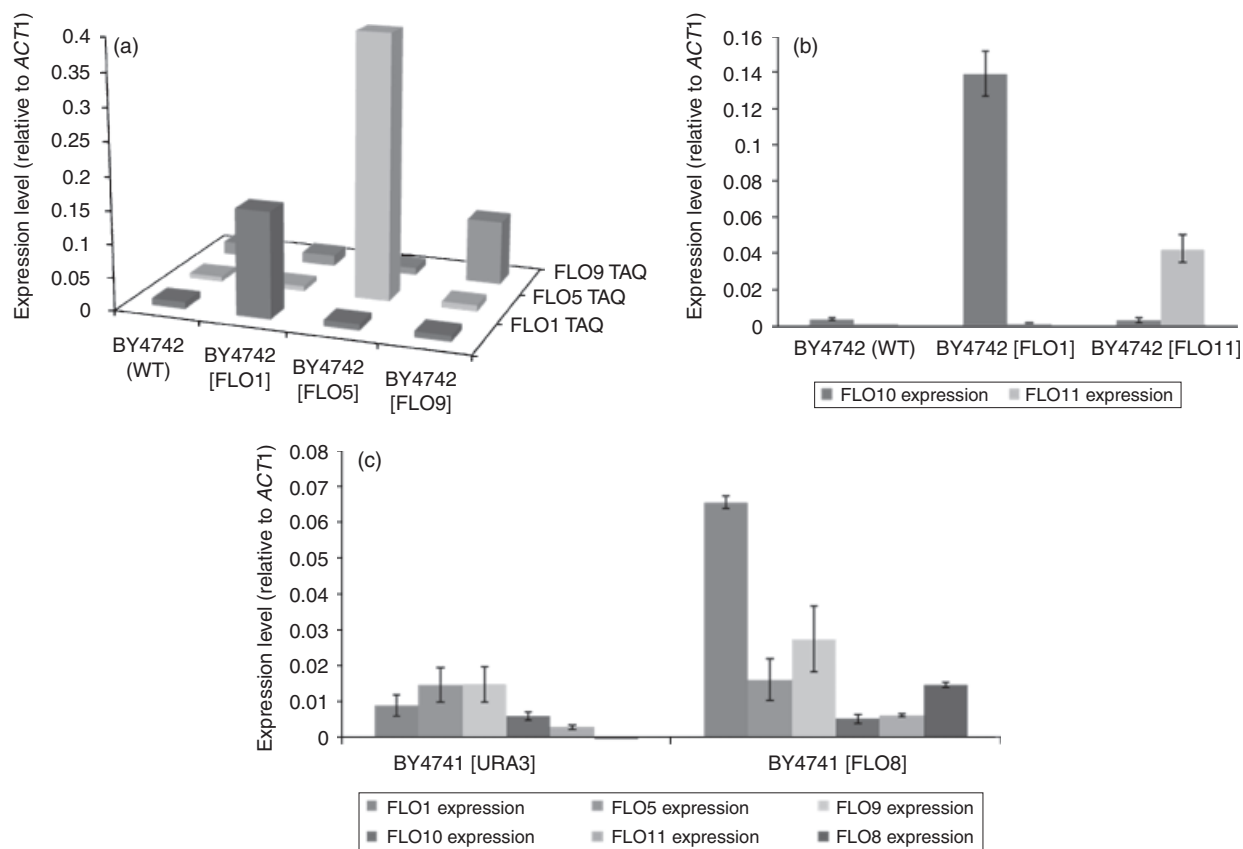 (a)
Expression level (relative to ACT1)
0.4
0.35
0.3
0.25
0.2
0.15
0.1
0.05
0
BY4742
(WT)
BY4742
[FLO1]
BY4742
[FLO5]
BY4742
[FLO9]
FLO9 TAQ
FLO5 TAQ
FLO1 TAQ
(b)
Expression level (relative to ACT1)
0.16
0.14
0.12
0.1
0.08
0.06
0.04
0.02
0
BY4742 (WT)
BY4742 [FLO1]
BY4742 [FLO11]
FLO10 expression
FLO11 expression
(c)
Expression level (relative to ACT1)
0.08
0.07
0.06
0.05
0.04
0.03
0.02
0.01
0
BY4741 [URA3]
BY4741 [FLO8]
FLO1 expression
FLO5 expression
FLO9 expression
FLO10 expression
FLO11 expression
FLO8 expression